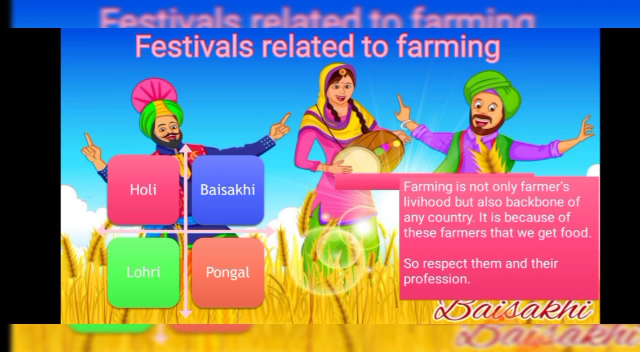 Festivals related to farming
Festivals related to farming
Holi
Baisakhi
Lohri
Pongal
Farming is not only farmer's
livihood but also backbone of
any country. It is because of
these farmers that we get food.
So respect them and their
profession.
Baisakhi
Baisakhi